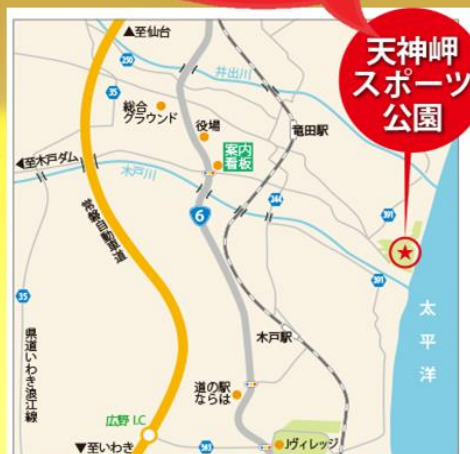 ▲至仙台
天神岬
スポーツ
公園
250
井出川
35
総合
グラウンド
役場
竜田駅
案内
看板
◀至木戸ダム
木戸川
244
391
常磐自動車道
6
391
35
太平洋
県道いわき浪江線
木戸駅
道の駅
ならは
広野I.C
▼至いわき
Jヴィレッジ